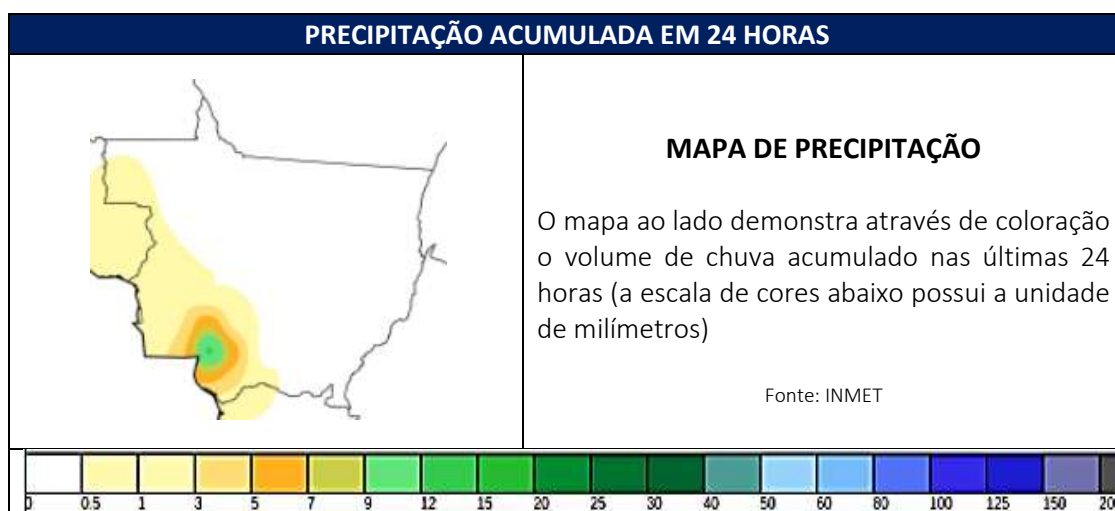 PRECIPITAÇÃO ACUMULADA EM 24 HORAS
MAPA DE PRECIPITAÇÃO
O mapa ao lado demonstra através de coloração
o volume de chuva acumulado nas últimas 24
horas (a escala de cores abaixo possui a unidade
de milímetros)
Fonte: INMET
0 0.5 1 3 5 7 9 12 15 20 25 30 40 50 60 80 100 125 150